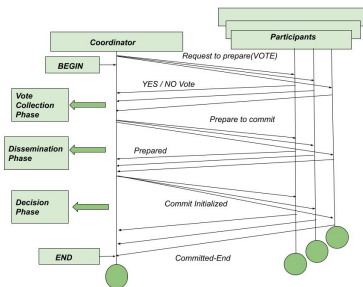 Coordinator
Participants
Request to prepare(VOTE)
BEGIN
YES / NO Vote
Vote
Collection
Phase
Prepare to commit
Dissemination
Phase
Prepared
Decision
Phase
Commit Initialized
END
Committed-End